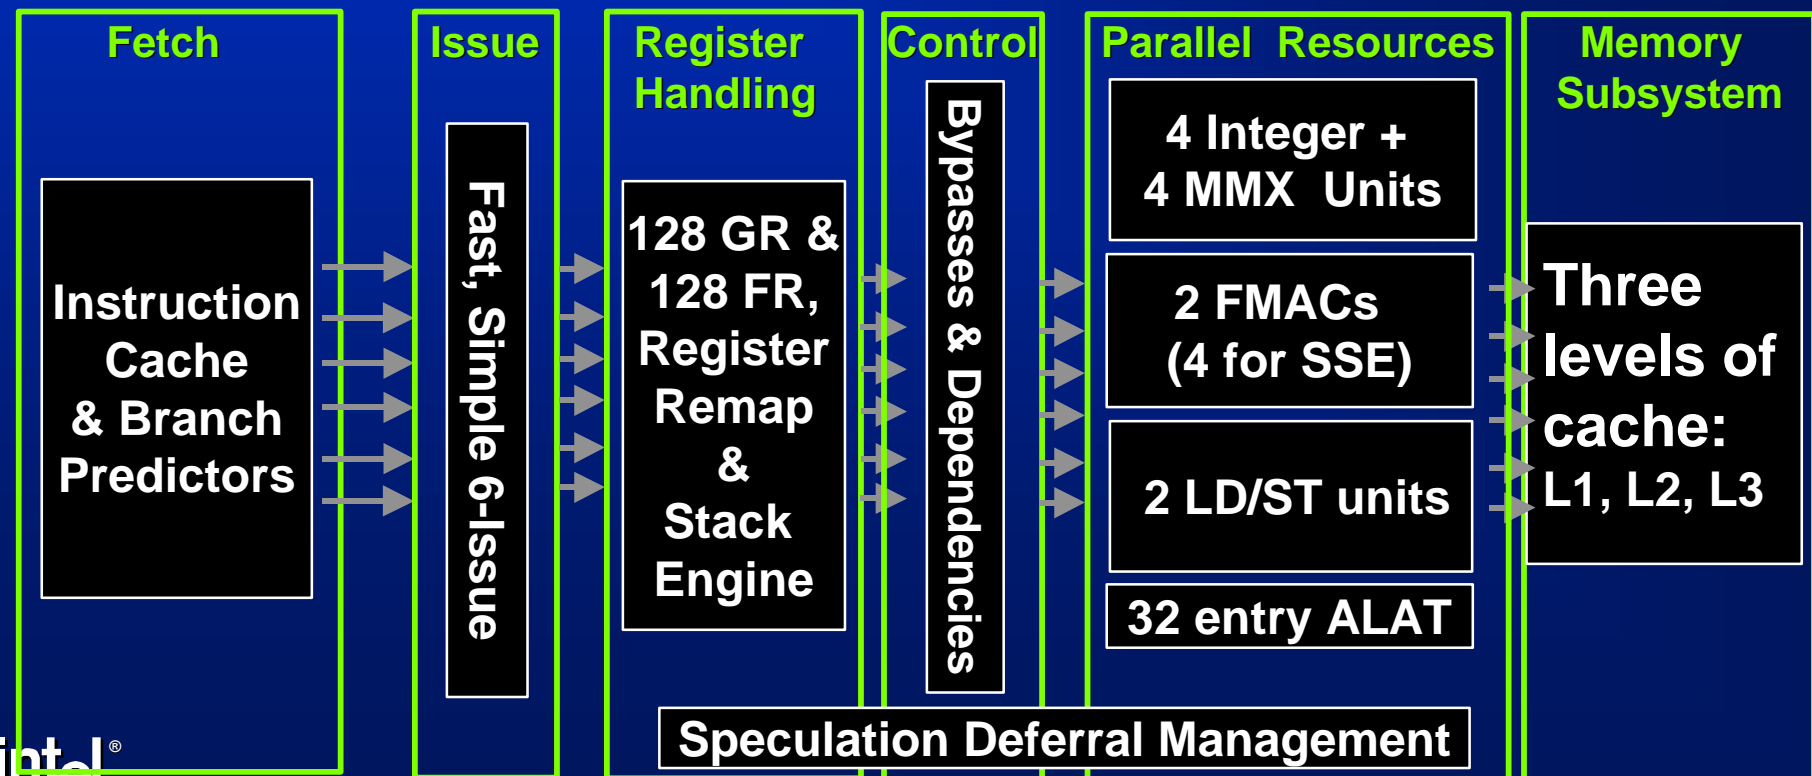 Fetch
Instruction
Cache
& Branch
Predictors
Issue
Fast, Simple 6-Issue
Register
Handling
128 GR &
128 FR,
Register
Remap
&
Stack
Engine
Control
Bypasses & Dependencies
Parallel Resources
4 Integer +
4 MMX Units
2 FMACs
(4 for SSE)
2 LD/ST units
32 entry ALAT
Speculation Deferral Management
Memory
Subsystem
Three
levels of
cache:
L1, L2, L3
intel®